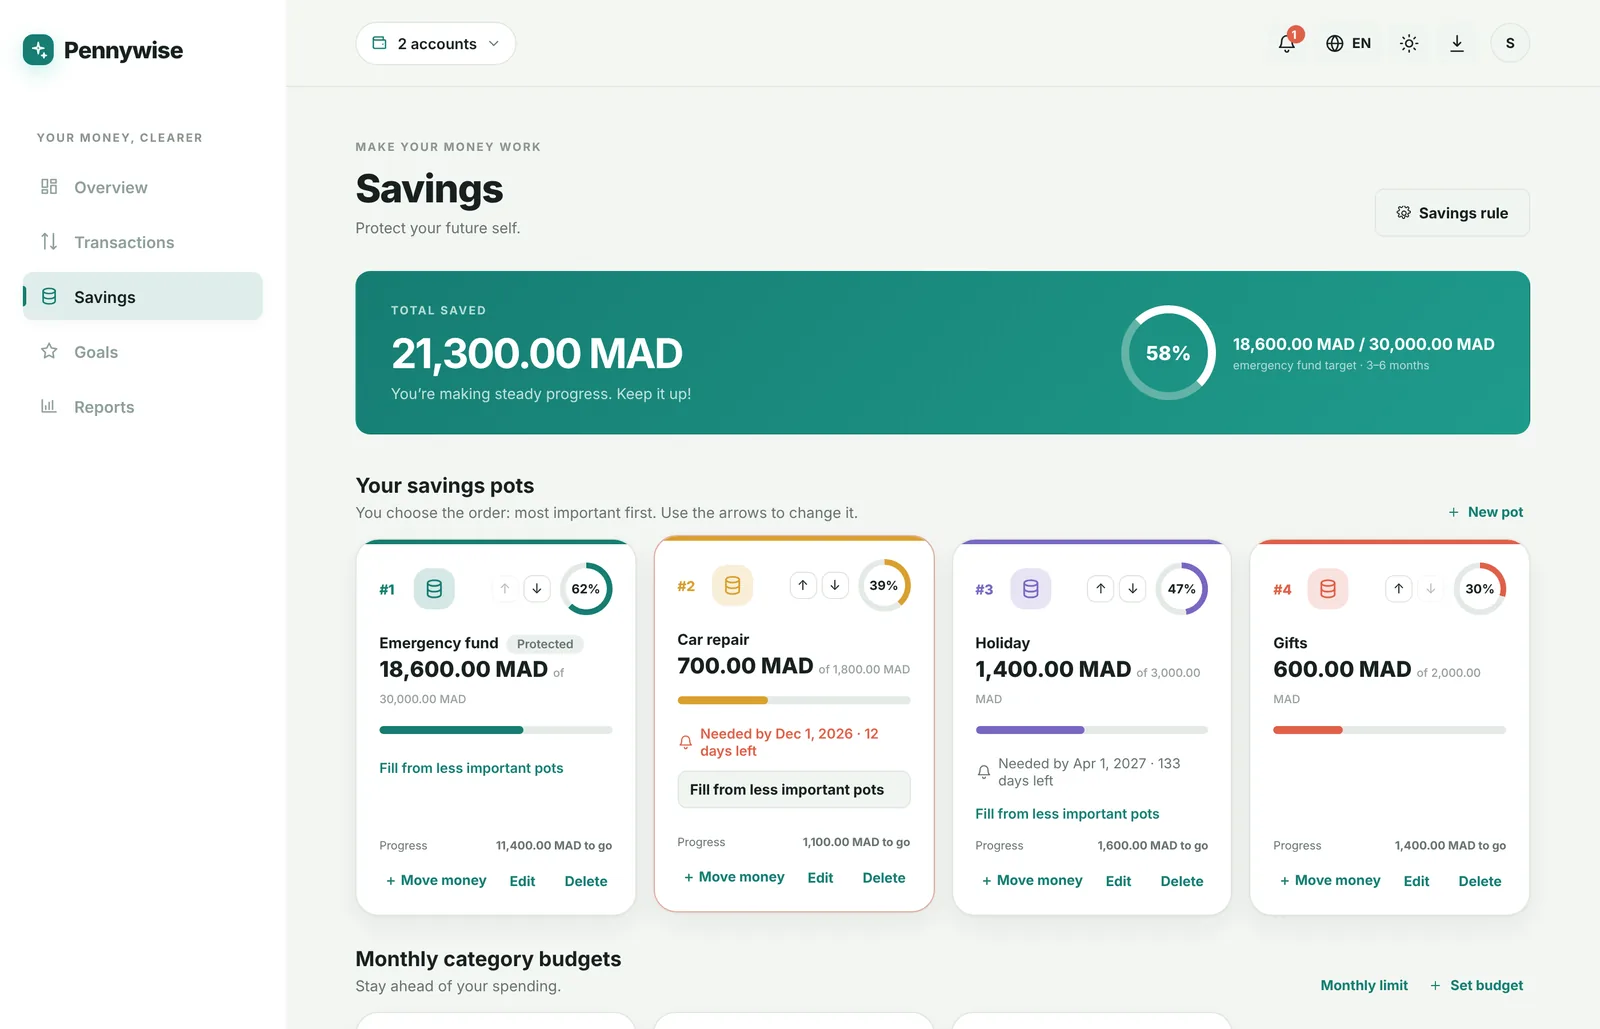 Pennywise
2 accounts
1
EN
S
YOUR MONEY, CLEARER
Overview
Transactions
Savings
Goals
Reports
MAKE YOUR MONEY WORK
Savings
Protect your future self.
Savings rule
TOTAL SAVED
21,300.00 MAD
You're making steady progress. Keep it up!
58%
18,600.00 MAD / 30,000.00 MAD
emergency fund target · 3–6 months
Your savings pots
You choose the order: most important first. Use the arrows to change it.
+ New pot
#1
↑
↓
62%
Emergency fund Protected
18,600.00 MAD of
30,000.00 MAD
Fill from less important pots
Progress 11,400.00 MAD to go
+ Move money Edit Delete
#2
↑
↓
39%
Car repair
700.00 MAD of 1,800.00 MAD
Needed by Dec 1, 2026 · 12
days left
Fill from less important pots
Progress 1,100.00 MAD to go
+ Move money Edit Delete
#3
↑
↓
47%
Holiday
1,400.00 MAD of 3,000.00
MAD
Needed by Apr 1, 2027 · 133
days left
Fill from less important pots
Progress 1,600.00 MAD to go
+ Move money Edit Delete
#4
↑
↓
30%
Gifts
600.00 MAD of 2,000.00
MAD
Progress 1,400.00 MAD to go
+ Move money Edit Delete
Monthly category budgets
Stay ahead of your spending.
Monthly limit
+ Set budget